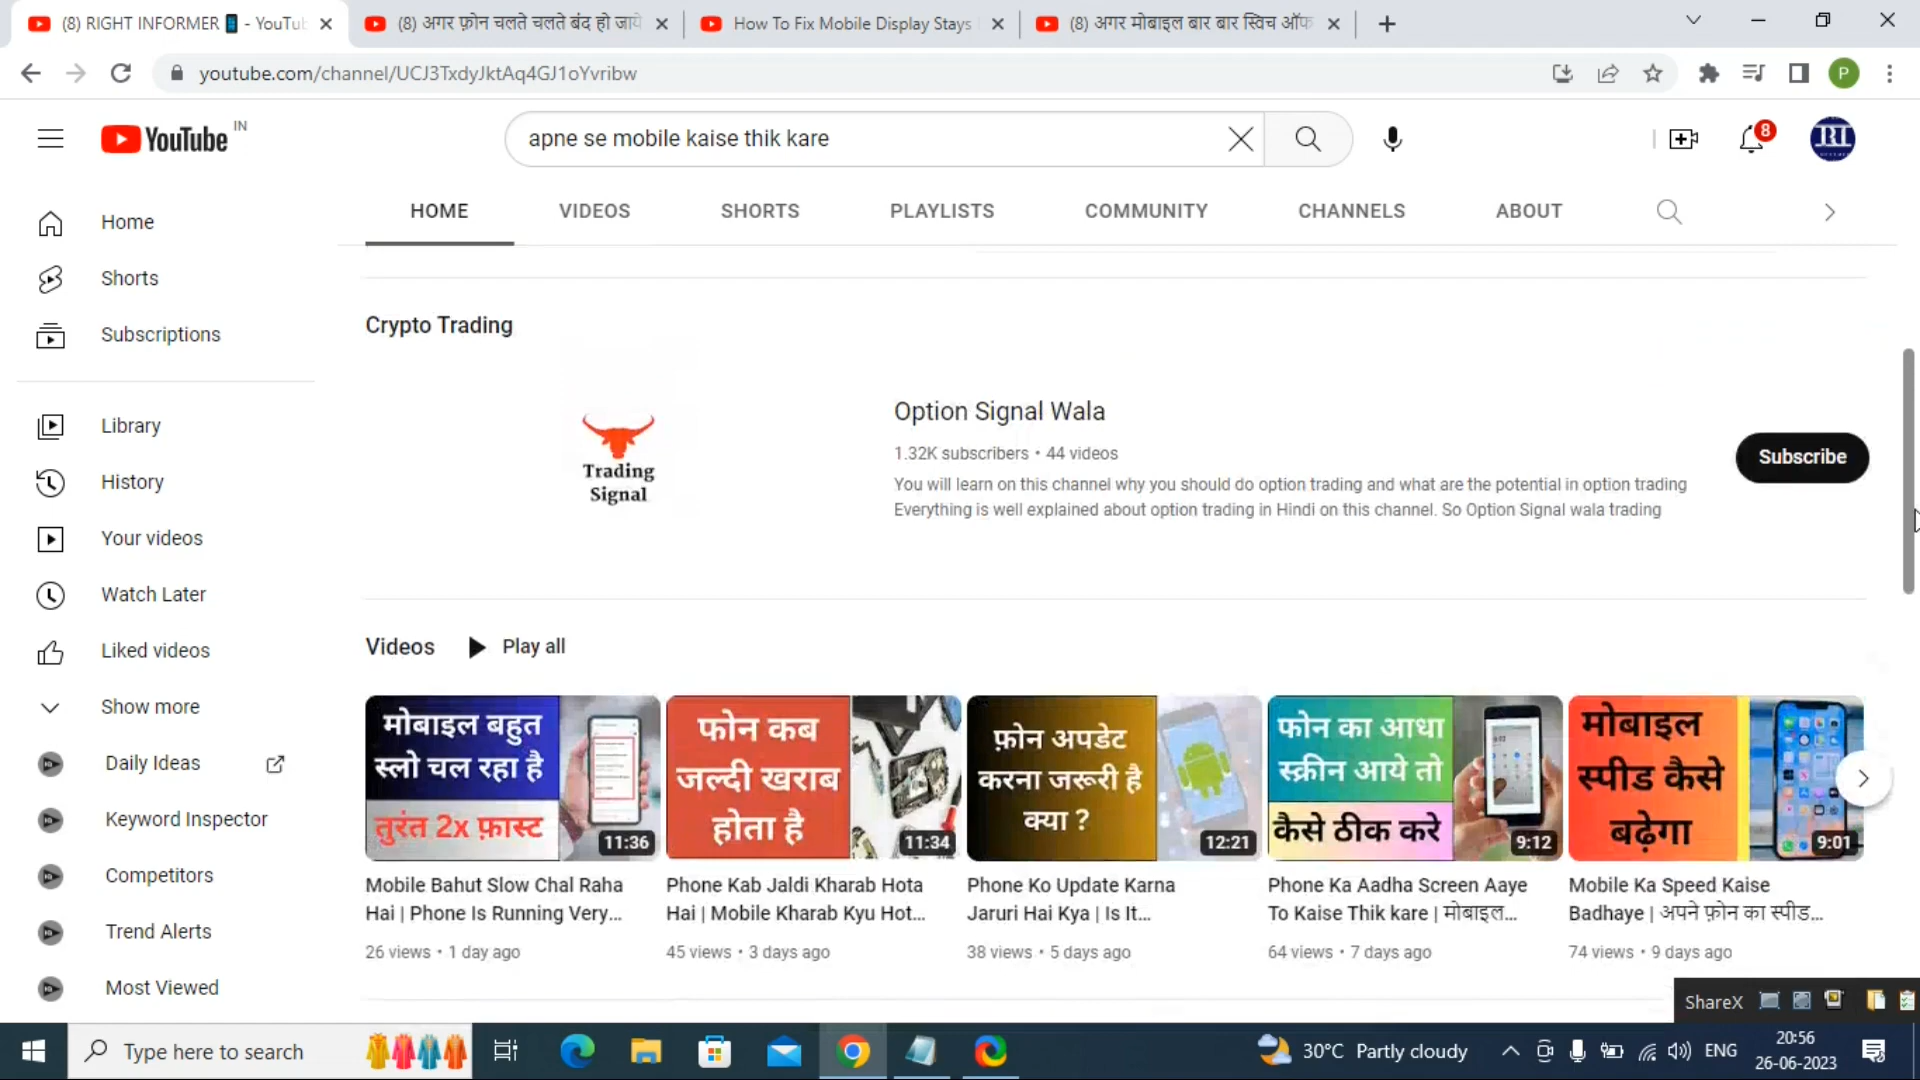 (8) RIGHT INFORMER - YouTub
(8) अगर फ़ोन चलते चलते बंद हो जाये
How To Fix Mobile Display Stays
(8) अगर मोबाइल बार बार स्विच ऑफ
youtube.com/channel/UCJ3TxdyJktAq4GJ1oYvribw
P
YouTube IN
apne se mobile kaise thik kare
8
RI
HOME
VIDEOS
SHORTS
PLAYLISTS
COMMUNITY
CHANNELS
ABOUT
Home
Shorts
Subscriptions
Library
History
Your videos
Watch Later
Liked videos
Show more
Daily Ideas
Keyword Inspector
Competitors
Trend Alerts
Most Viewed
Crypto Trading
Trading
Signal
Option Signal Wala
1.32K subscribers • 44 videos
You will learn on this channel why you should do option trading and what are the potential in option trading
Everything is well explained about option trading in Hindi on this channel. So Option Signal wala trading
Subscribe
Videos
Play all
मोबाइल बहुत
स्लो चल रहा है
तुरंत 2x फ़ास्ट
11:36
Mobile Bahut Slow Chal Raha
Hai | Phone Is Running Very...
26 views • 1 day ago
फोन कब
जल्दी खराब
होता है
11:34
Phone Kab Jaldi Kharab Hota
Hai | Mobile Kharab Kyu Hot...
45 views • 3 days ago
फ़ोन अपडेट
करना जरूरी है
क्या ?
12:21
Phone Ko Update Karna
Jaruri Hai Kya | Is It...
38 views • 5 days ago
फोन का आधा
स्क्रीन आये तो
कैसे ठीक करे
9:12
Phone Ka Aadha Screen Aaye
To Kaise Thik kare | मोबाइल...
64 views • 7 days ago
मोबाइल
स्पीड कैसे
बढ़ेगा
9:01
Mobile Ka Speed Kaise
Badhaye | अपने फ़ोन का स्पीड...
74 views • 9 days ago
ShareX
Type here to search
30°C Partly cloudy
ENG
20:56
26-06-2023